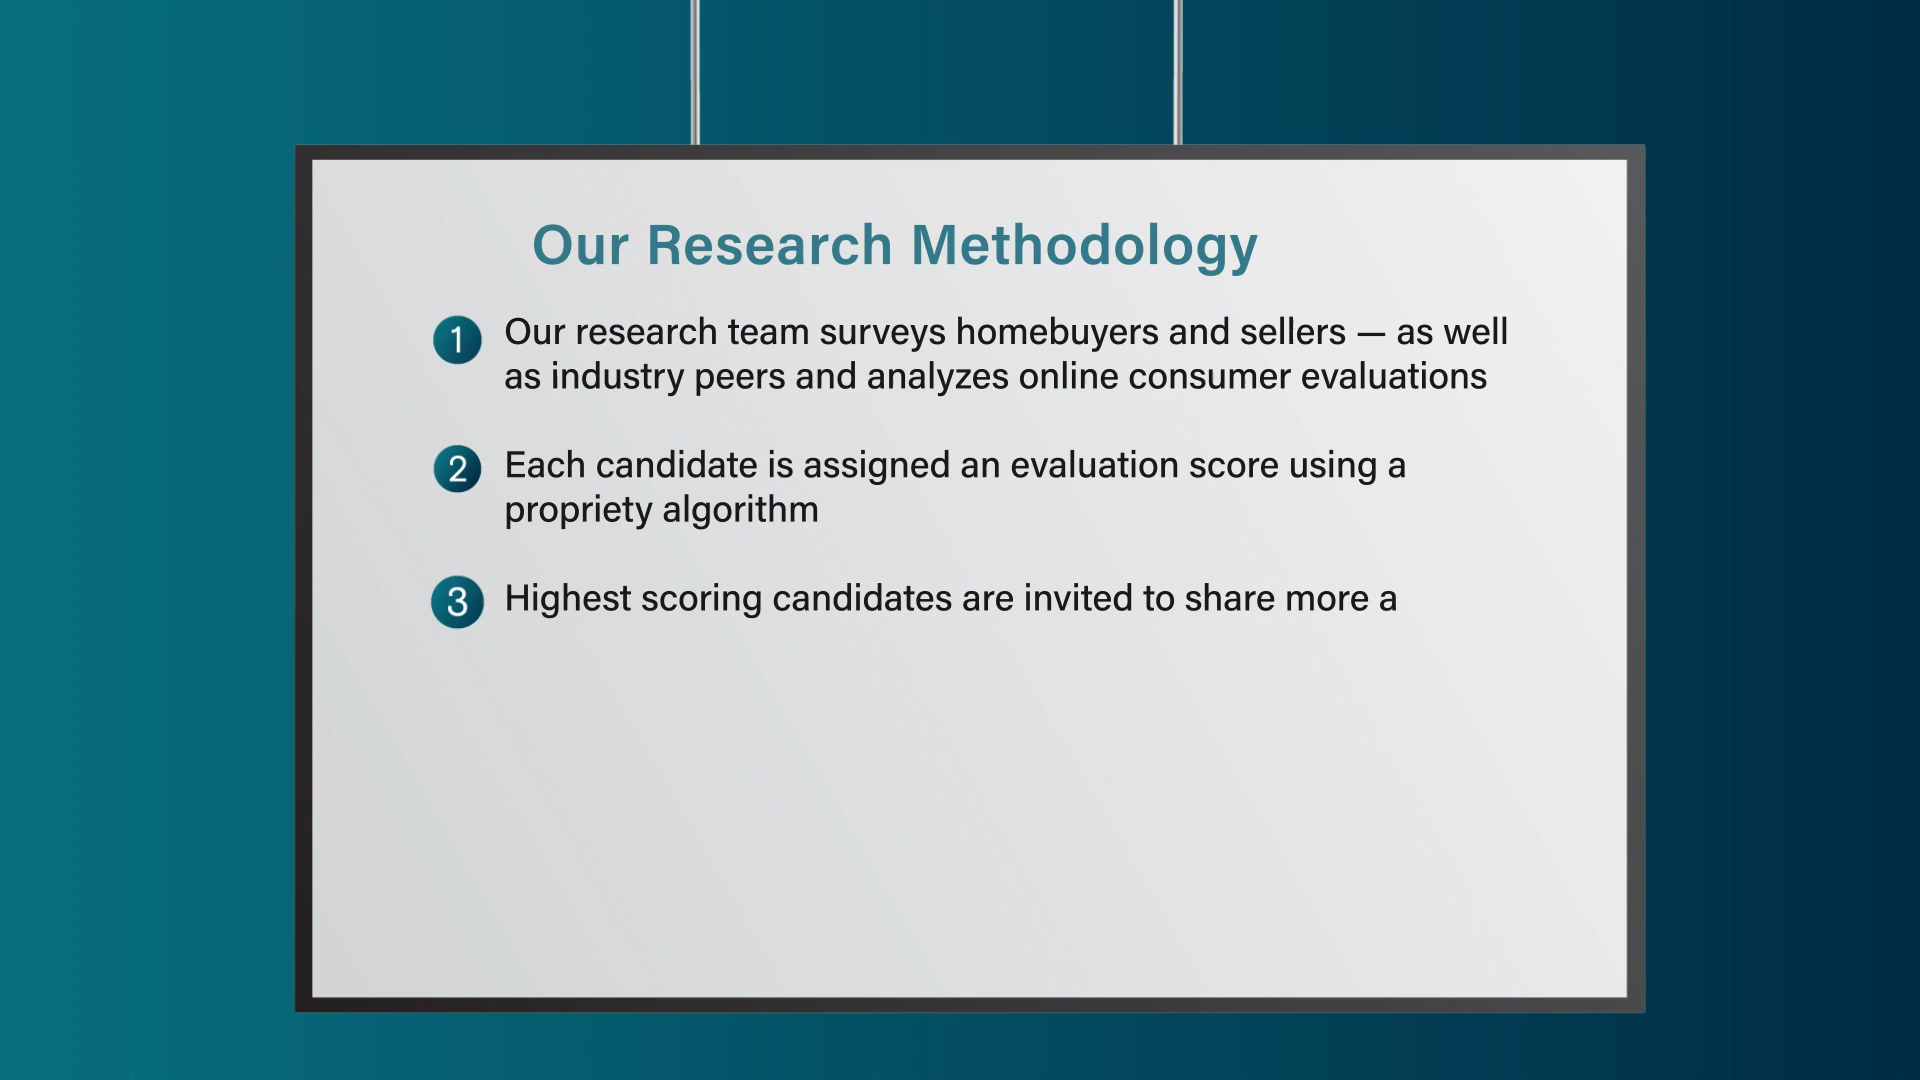 Our Research Methodology
1 Our research team surveys homebuyers and sellers — as well
as industry peers and analyzes online consumer evaluations
2 Each candidate is assigned an evaluation score using a
propriety algorithm
3 Highest scoring candidates are invited to share more a